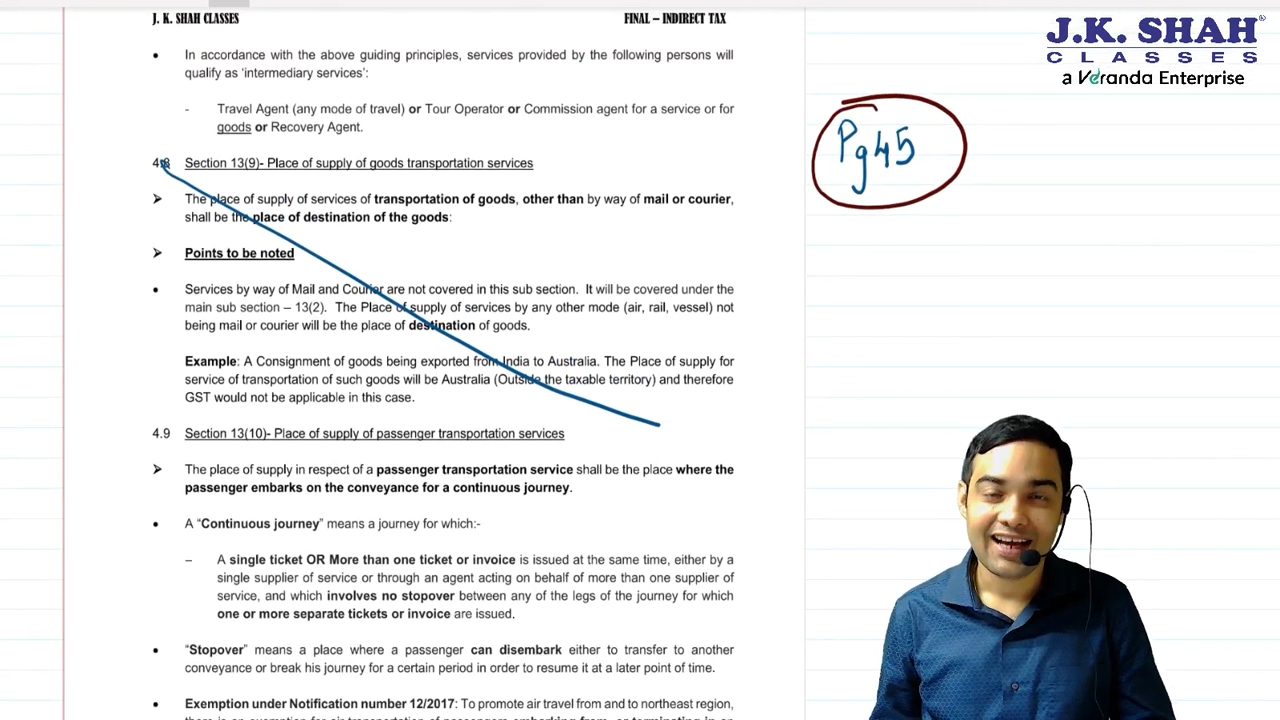 J. K. SHAH CLASSES
FINAL – INDIRECT TAX
J.K. SHAH®
CLASSES
a Veranda Enterprise
• In accordance with the above guiding principles, services provided by the following persons will
qualify as 'intermediary services':
- Travel Agent (any mode of travel) or Tour Operator or Commission agent for a service or for
goods or Recovery Agent.
Pg 45
4.8 Section 13(9)- Place of supply of goods transportation services
➤ The place of supply of services of transportation of goods, other than by way of mail or courier,
shall be the place of destination of the goods:
➤ Points to be noted
• Services by way of Mail and Courier are not covered in this sub section. It will be covered under the
main sub section – 13(2). The Place of supply of services by any other mode (air, rail, vessel) not
being mail or courier will be the place of destination of goods.
Example: A Consignment of goods being exported from India to Australia. The Place of supply for
service of transportation of such goods will be Australia (Outside the taxable territory) and therefore
GST would not be applicable in this case.
4.9 Section 13(10)- Place of supply of passenger transportation services
➤ The place of supply in respect of a passenger transportation service shall be the place where the
passenger embarks on the conveyance for a continuous journey.
• A "Continuous journey" means a journey for which:-
– A single ticket OR More than one ticket or invoice is issued at the same time, either by a
single supplier of service or through an agent acting on behalf of more than one supplier of
service, and which involves no stopover between any of the legs of the journey for which
one or more separate tickets or invoice are issued.
• "Stopover" means a place where a passenger can disembark either to transfer to another
conveyance or break his journey for a certain period in order to resume it at a later point of time.
• Exemption under Notification number 12/2017: To promote air travel from and to northeast region,